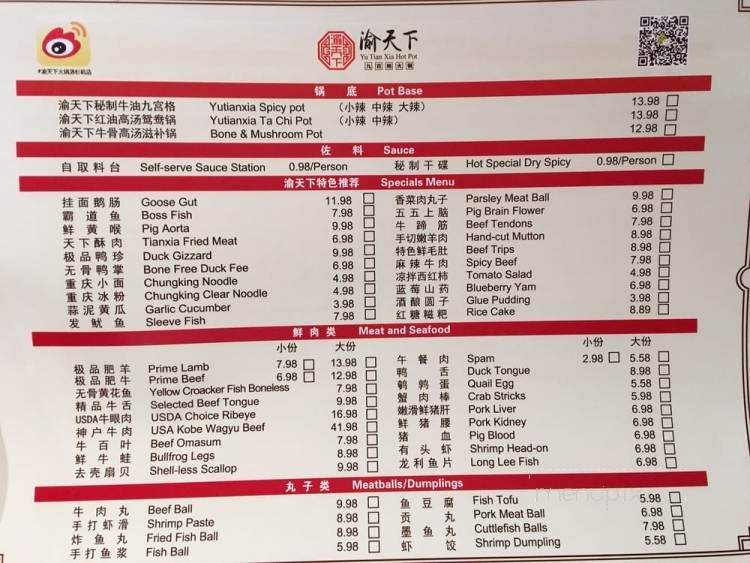 #渝天下火锅洛杉矶店
渝天下
Yu Tian Xia Hot Pot
锅 底 Pot Base
渝天下秘制牛油九宫格 Yutianxia Spicy pot （小辣 中辣 大辣） 13.98
渝天下红油高汤鸳鸯锅 Yutianxia Ta Chi Pot （小辣 中辣） 13.98
渝天下牛骨高汤滋补锅 Bone & Mushroom Pot 12.98
佐 料 Sauce
自取料台 Self-serve Sauce Station 0.98/Person 秘制干碟 Hot Special Dry Spicy 0.98/Person
渝天下特色推荐 Specials Menu
挂面鹅肠 Goose Gut 11.98 香菜肉丸子 Parsley Meat Ball 9.98
霸道鱼 Boss Fish 7.98 五五上脑 Pig Brain Flower 6.98
鲜黄喉 Pig Aorta 9.98 牛蹄筋 Beef Tendons 7.98
天下酥肉 Tianxia Fried Meat 6.98 手切嫩羊肉 Hand-cut Mutton 8.98
极品鸭珍 Duck Gizzard 9.98 特色鲜毛肚 Beef Trips 8.98
无骨鸭掌 Bone Free Duck Fee 6.98 麻辣牛肉 Spicy Beef 7.98
重庆小面 Chungking Noodle 4.98 凉拌西红柿 Tomato Salad 4.98
重庆冰粉 Chungking Clear Noodle 4.98 蓝莓山药 Blueberry Yam 6.98
蒜泥黄瓜 Garlic Cucumber 3.98 酒酿圆子 Glue Pudding 3.98
发鱿鱼 Sleeve Fish 7.98 红糖糍粑 Rice Cake 8.89
鲜肉类 Meat and Seafood
小份 大份 小份 大份
极品肥羊 Prime Lamb 7.98 13.98 午餐肉 Spam 2.98 5.58
极品肥牛 Prime Beef 6.98 12.98 鸭舌 Duck Tongue 8.98
无骨黄花鱼 Yellow Croacker Fish Boneless 7.98 鹌鹑蛋 Quail Egg 5.58
精品牛舌 Selected Beef Tongue 9.98 蟹肉棒 Crab Stricks 5.98
USDA牛眼肉 USDA Choice Ribeye 16.98 嫩滑鲜猪肝 Pork Liver 6.98
神户牛肉 USA Kobe Wagyu Beef 41.98 鲜猪腰 Pork Kidney 6.98
牛百叶 Beef Omasum 7.98 猪血 Pig Blood 6.98
鲜牛蛙 Bullfrog Legs 8.98 有头虾 Shrimp Head-on 6.98
去壳扇贝 Shell-less Scallop 9.98 龙利鱼片 Long Lee Fish 6.98
丸子类 Meatballs/Dumplings
牛肉丸 Beef Ball 9.98 鱼豆腐 Fish Tofu 5.98
手打虾滑 Shrimp Paste 8.98 贡丸 Pork Meat Ball 6.98
炸鱼丸 Fried Fish Ball 8.98 墨鱼丸 Cuttlefish Balls 7.98
手打鱼浆 Fish Ball 5.98 虾饺 Shrimp Dumpling 5.58